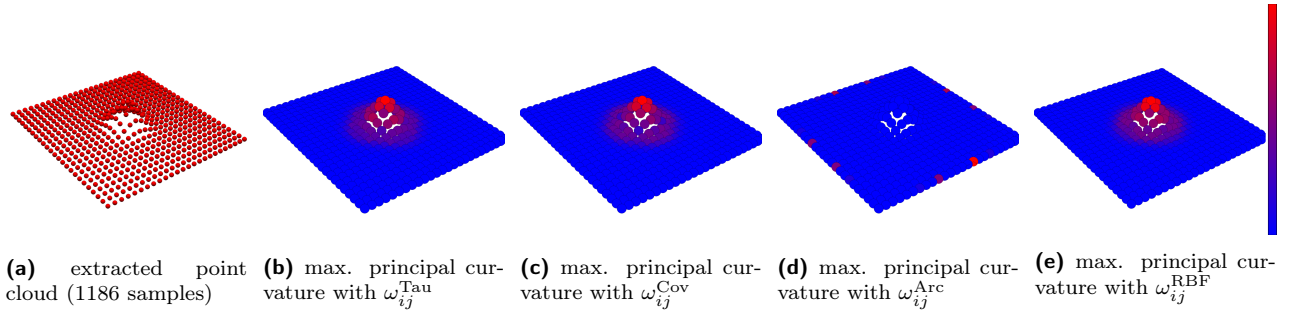 (a) extracted point
cloud (1186 samples)
(b) max. principal cur-
vature with ω_{ij}^{Tau}
(c) max. principal cur-
vature with ω_{ij}^{Cov}
(d) max. principal cur-
vature with ω_{ij}^{Arc}
(e) max. principal cur-
vature with ω_{ij}^{RBF}